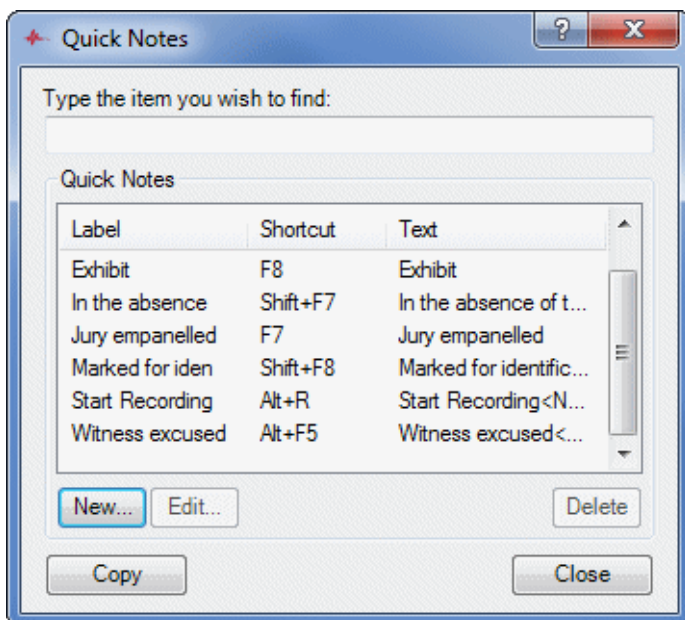 Quick Notes
Type the item you wish to find:
Quick Notes
Label Shortcut Text
Exhibit F8 Exhibit
In the absence Shift+F7 In the absence of t...
Jury empanelled F7 Jury empanelled
Marked for iden Shift+F8 Marked for identific...
Start Recording Alt+R Start Recording<N...
Witness excused Alt+F5 Witness excused<...
New... Edit... Delete
Copy Close